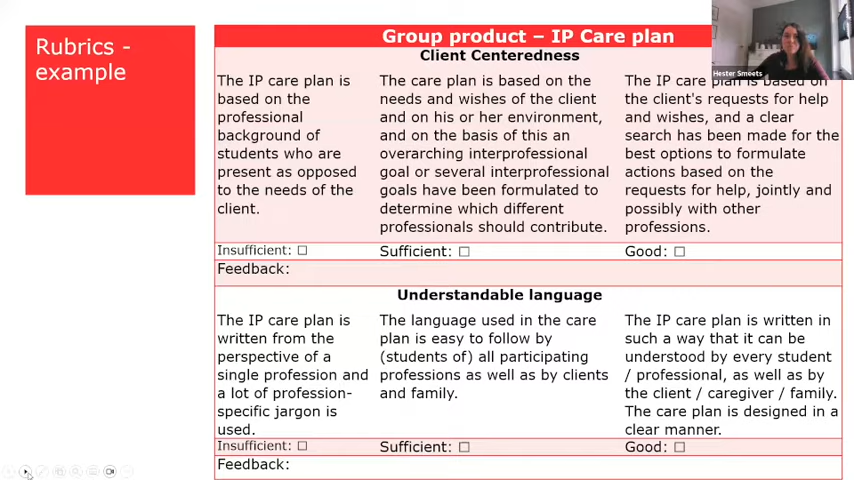 Rubrics -
example
Group product – IP Care plan
Hester Smeets
Client Centeredness
The IP care plan is
based on the
professional
background of
students who are
present as opposed
to the needs of the
client.
The care plan is based on the
needs and wishes of the client
and on his or her environment,
and on the basis of this an
overarching interprofessional
goal or several interprofessional
goals have been formulated to
determine which different
professionals should contribute.
The IP care plan is based on
the client's requests for help
and wishes, and a clear
search has been made for the
best options to formulate
actions based on the
requests for help, jointly and
possibly with other
professions.
Insufficient: ☐
Sufficient: ☐
Good: ☐
Feedback:
Understandable language
The IP care plan is
written from the
perspective of a
single profession and
a lot of profession-
specific jargon is
used.
The language used in the care
plan is easy to follow by
(students of) all participating
professions as well as by clients
and family.
The IP care plan is written in
such a way that it can be
understood by every student
/ professional, as well as by
the client / caregiver / family.
The care plan is designed in a
clear manner.
Insufficient: ☐
Sufficient: ☐
Good: ☐
Feedback: